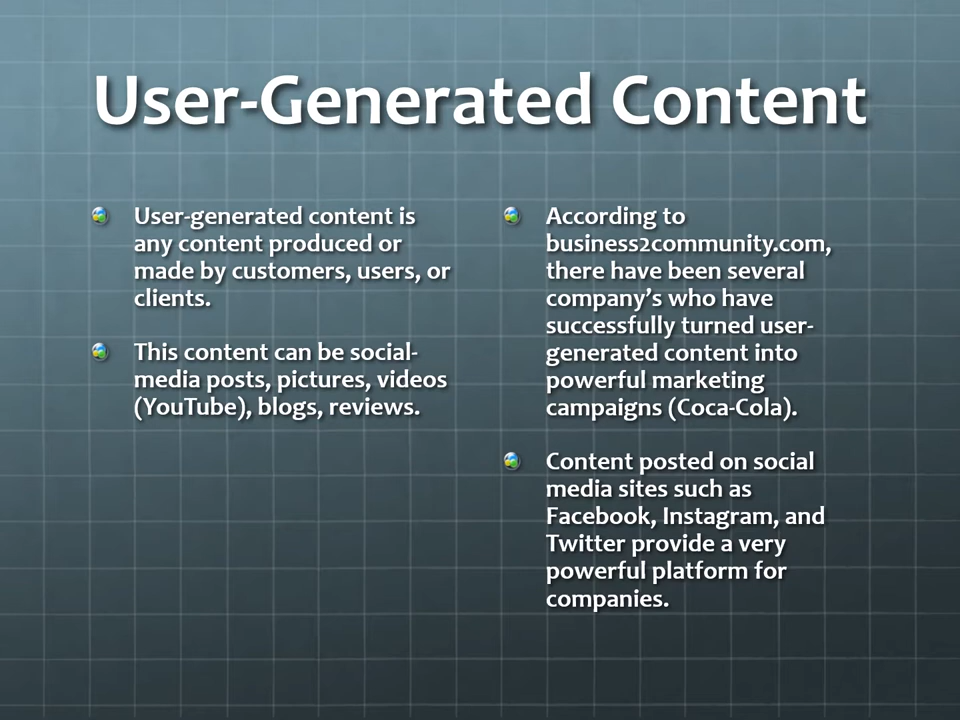 User-Generated Content
User-generated content is
any content produced or
made by customers, users, or
clients.
This content can be social-
media posts, pictures, videos
(YouTube), blogs, reviews.
According to
business2community.com,
there have been several
company’s who have
successfully turned user-
generated content into
powerful marketing
campaigns (Coca-Cola).
Content posted on social
media sites such as
Facebook, Instagram, and
Twitter provide a very
powerful platform for
companies.